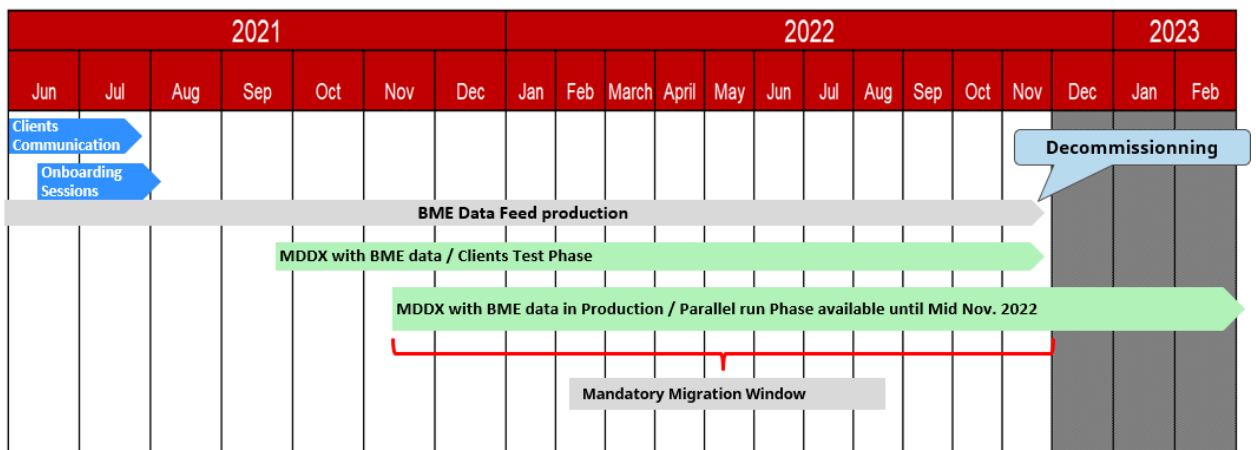 2021 2022 2023
Jun Jul Aug Sep Oct Nov Dec Jan Feb March April May Jun Jul Aug Sep Oct Nov Dec Jan Feb
Clients
Communication
Decommissionning
Onboarding
Sessions
BME Data Feed production
MDDX with BME data / Clients Test Phase
MDDX with BME data in Production / Parallel run Phase available until Mid Nov. 2022
Mandatory Migration Window